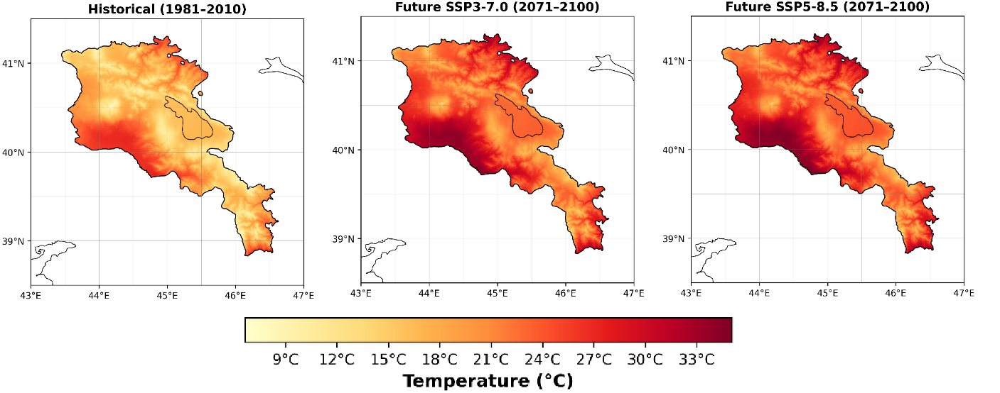 Historical (1981–2010)
Future SSP3-7.0 (2071–2100)
Future SSP5-8.5 (2071–2100)
41°N
40°N
39°N
43°E 44°E 45°E 46°E 47°E
41°N
40°N
39°N
43°E 44°E 45°E 46°E 47°E
41°N
40°N
39°N
43°E 44°E 45°E 46°E 47°E
9°C 12°C 15°C 18°C 21°C 24°C 27°C 30°C 33°C
Temperature (°C)